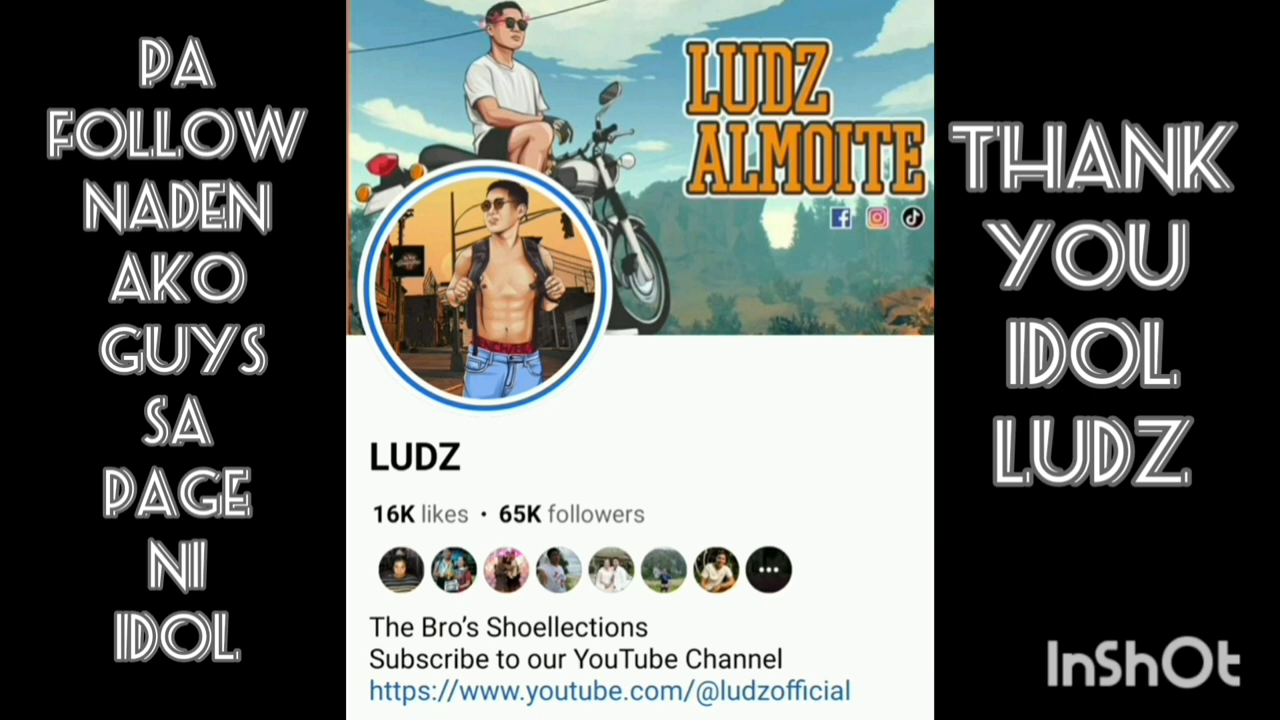 PA
FOLLOW
NADEN
AKO
GUYS
SA
PAGE
NI
IDOL
LUDZ
ALMOITE
LUDZ
16K likes · 65K followers
The Bro's Shoellections
Subscribe to our YouTube Channel
https://www.youtube.com/@ludzofficial
THANK
YOU
IDOL
LUDZ
InShOt